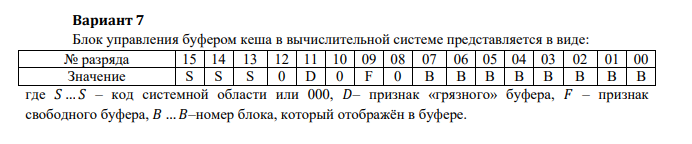 Вариант 7
Блок управления буфером кеша в вычислительной системе представляется в виде:
№ разряда 15 14 13 12 11 10 09 08 07 06 05 04 03 02 01 00
Значение S S S 0 D 0 F 0 B B B B B B B B
где S … S – код системной области или 000, D– признак «грязного» буфера, F – признак
свободного буфера, B … B–номер блока, который отображён в буфере.